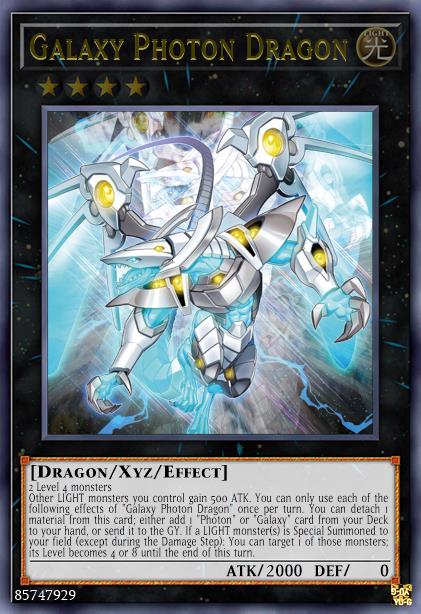 GALAXY PHOTON DRAGON
LIGHT
光
[DRAGON/XYZ/EFFECT]
2 Level 4 monsters
Other LIGHT monsters you control gain 500 ATK. You can only use each of the
following effects of "Galaxy Photon Dragon" once per turn. You can detach 1
material from this card; either add 1 "Photon" or "Galaxy" card from your Deck
to your hand, or send it to the GY. If a LIGHT monster(s) is Special Summoned to
your field (except during the Damage Step): You can target 1 of those monsters;
its Level becomes 4 or 8 until the end of this turn.
ATK/2000 DEF/ 0
85747929